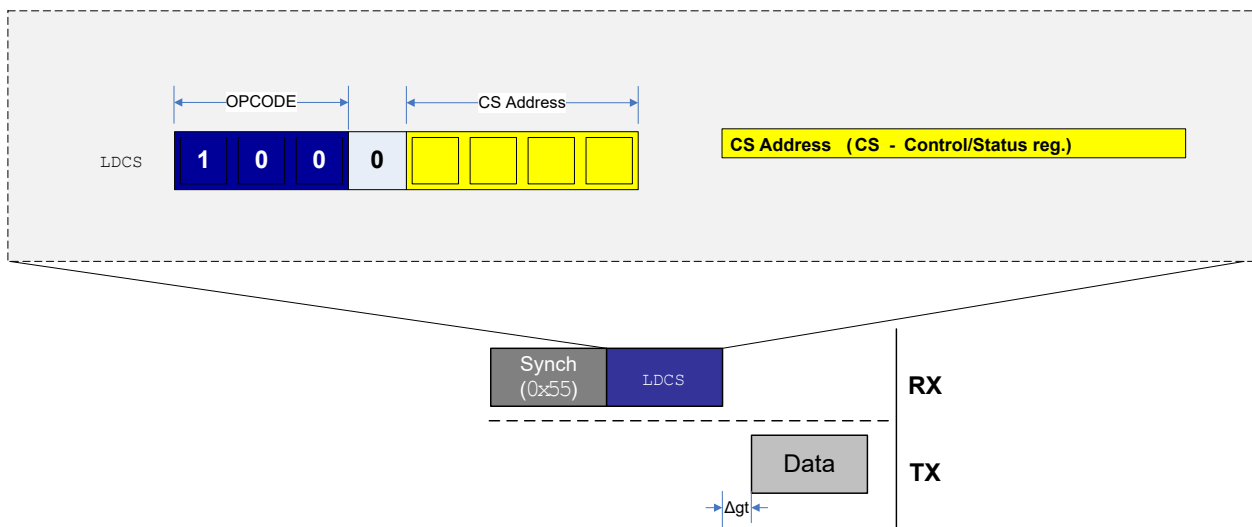 OPCODE
CS Address
LDCS
1 0 0 0
CS Address (CS - Control/Status reg.)
Synch
(0x55)
LDCS
RX
Data
TX
Δgt